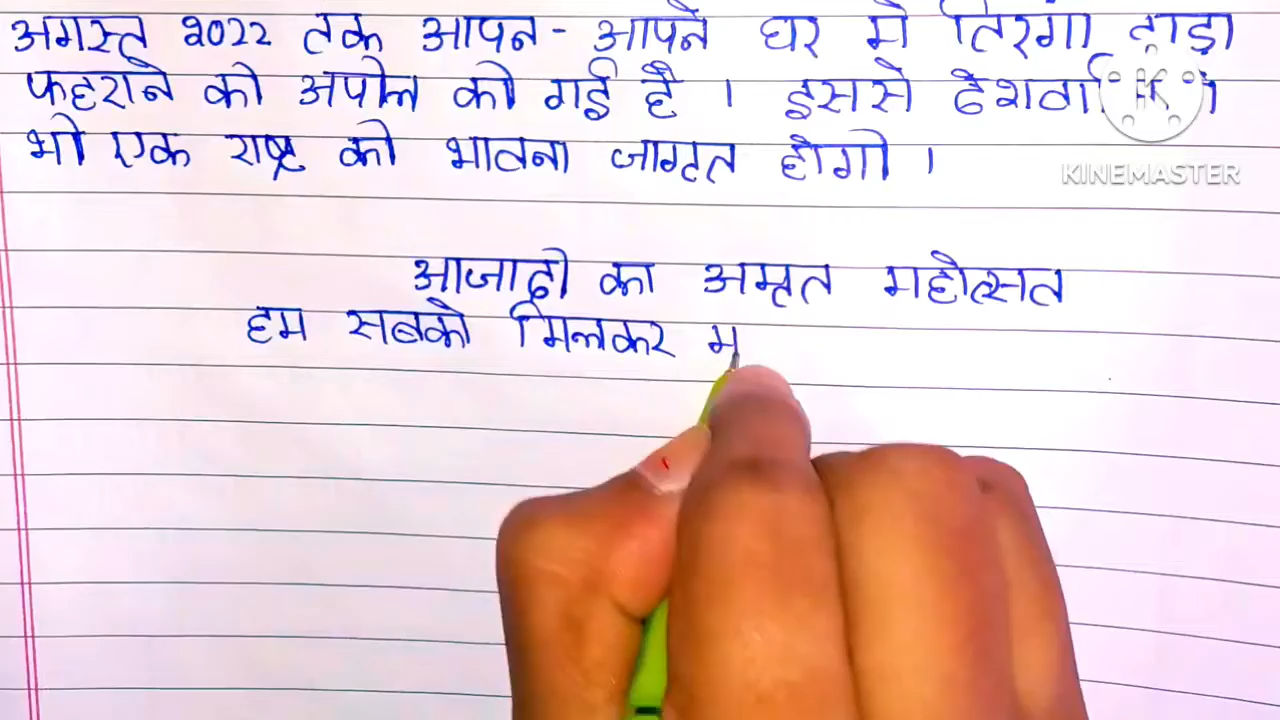 अगस्त 2022 तक आपन - आपने घर मे तिरंगा झंडा
फहराने की अपील की गई है । इससे
भी एक राष्ट्र की भावना जागृत होगी ।
आजादी का अमृत महोत्सव
हम सबको मिलकर म
K
KINEMASTER